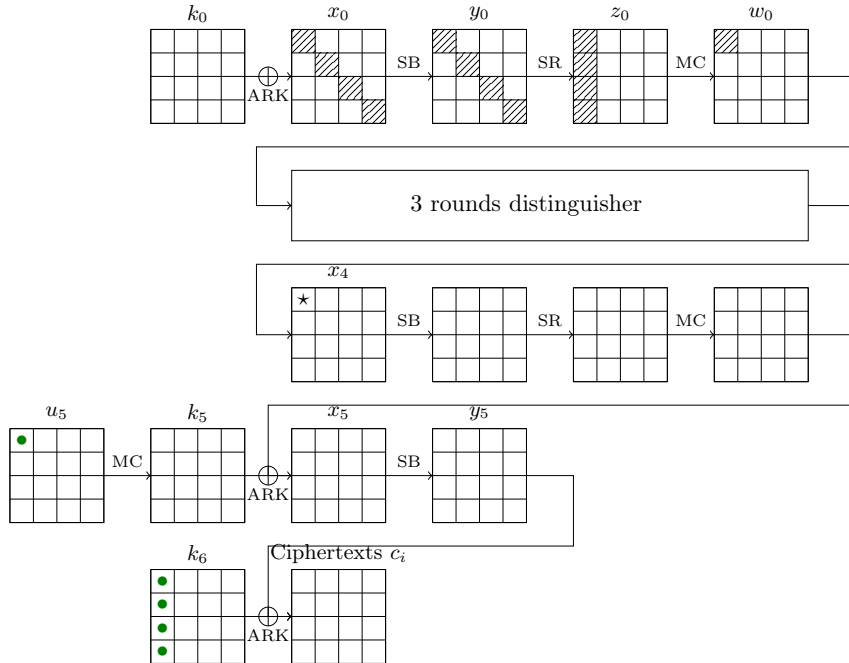 k₀ x₀ y₀ z₀ w₀
ARK SB SR MC
3 rounds distinguisher
x₄
⋆ SB SR MC
u₅ k₅ x₅ y₅
MC ARK SB
k₆ Ciphertexts cᵢ
ARK